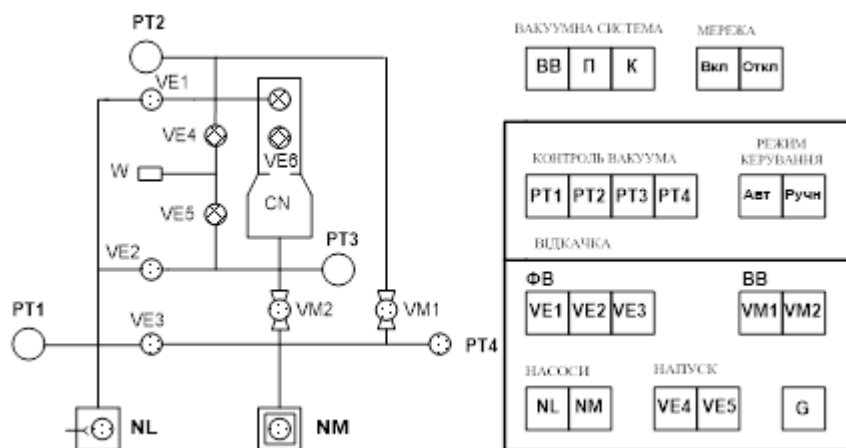 PT2
VE1
VE4
VE6
W
CN
VE5
PT3
VE2
PT1
VM2
VM1
VE3
PT4
NL
NM
ВАКУУМНА СИСТЕМА
МЕРЕЖА
ВВ П К
Вкл Откл
КОНТРОЛЬ ВАКУУМА
РЕЖИМ
КЕРУВАННЯ
PT1 PT2 PT3 PT4
Авт Ручн
ВІДКАЧКА
ФВ
ВВ
VE1 VE2 VE3
VM1 VM2
НАСОСИ
НАПУСК
NL NM
VE4 VE5
G